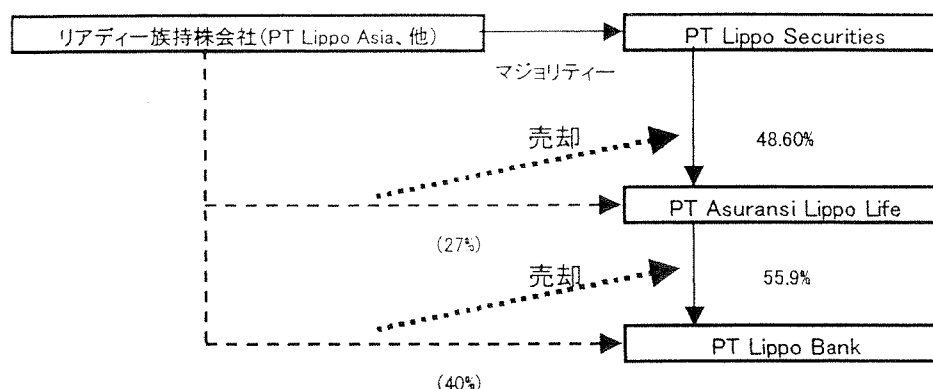 リアディー族持株会社(PT Lippo Asia、他)
PT Lippo Securities
マジョリティー
売却
48.60%
PT Asuransi Lippo Life
(27%)
売却
55.9%
PT Lippo Bank
(40%)